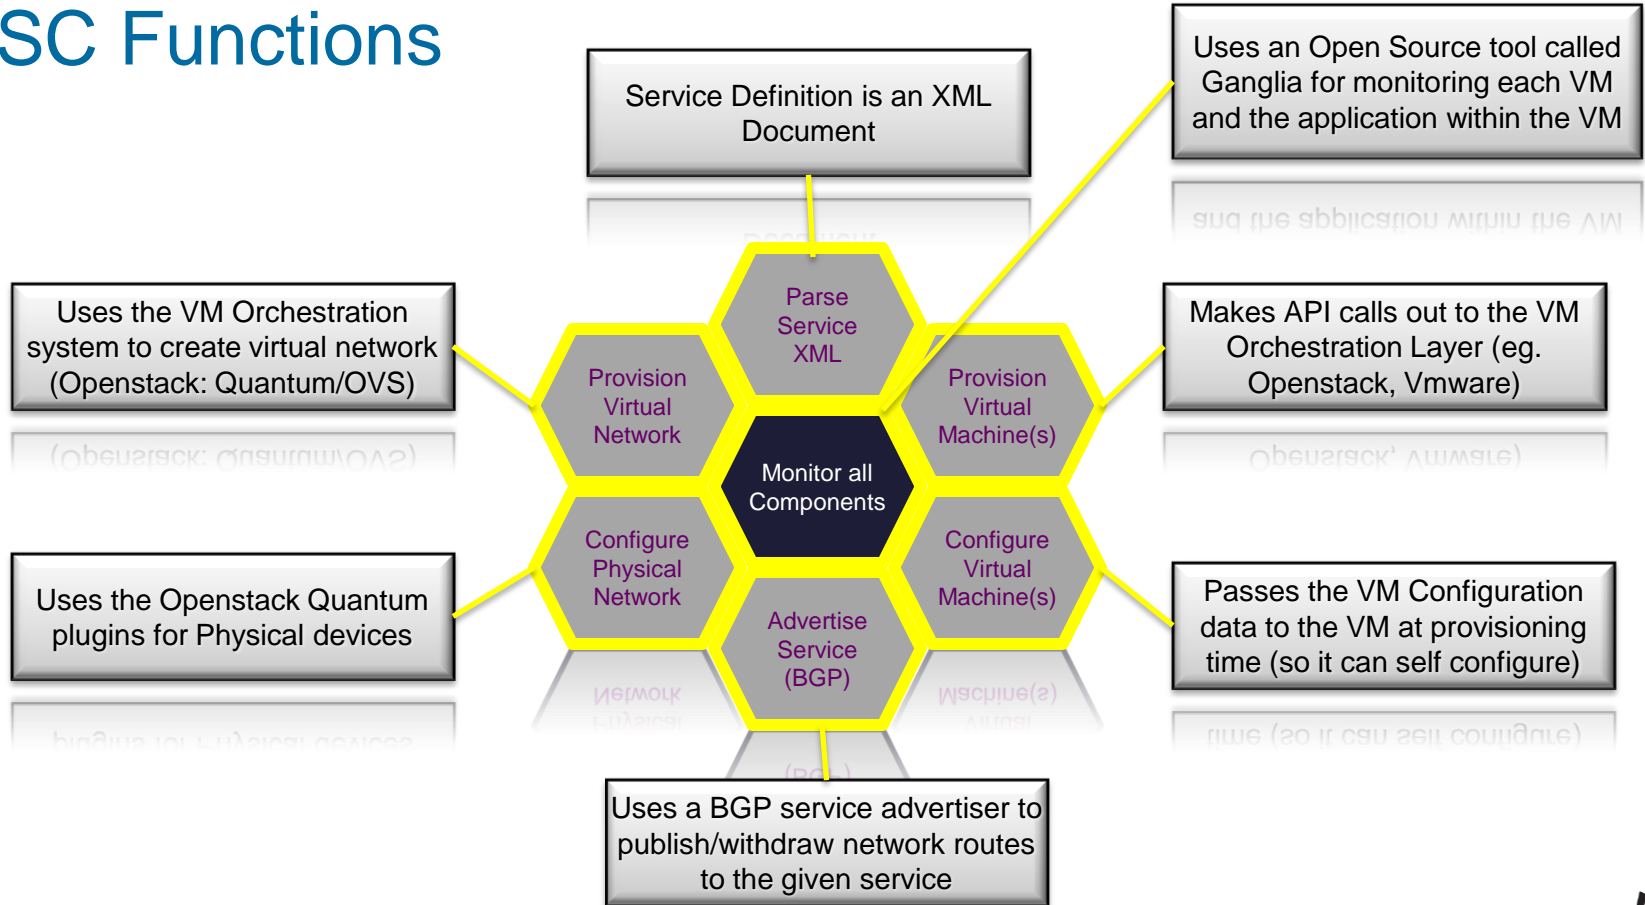 SC Functions
Service Definition is an XML
Document
Uses an Open Source tool called
Ganglia for monitoring each VM
and the application within the VM
Uses the VM Orchestration
system to create virtual network
(Openstack: Quantum/OVS)
Makes API calls out to the VM
Orchestration Layer (eg.
Openstack, Vmware)
Parse
Service
XML
Provision
Virtual
Network
Provision
Virtual
Machine(s)
Monitor all
Components
Configure
Physical
Network
Configure
Virtual
Machine(s)
Advertise
Service
(BGP)
Uses the Openstack Quantum
plugins for Physical devices
Passes the VM Configuration
data to the VM at provisioning
time (so it can self configure)
Uses a BGP service advertiser to
publish/withdraw network routes
to the given service